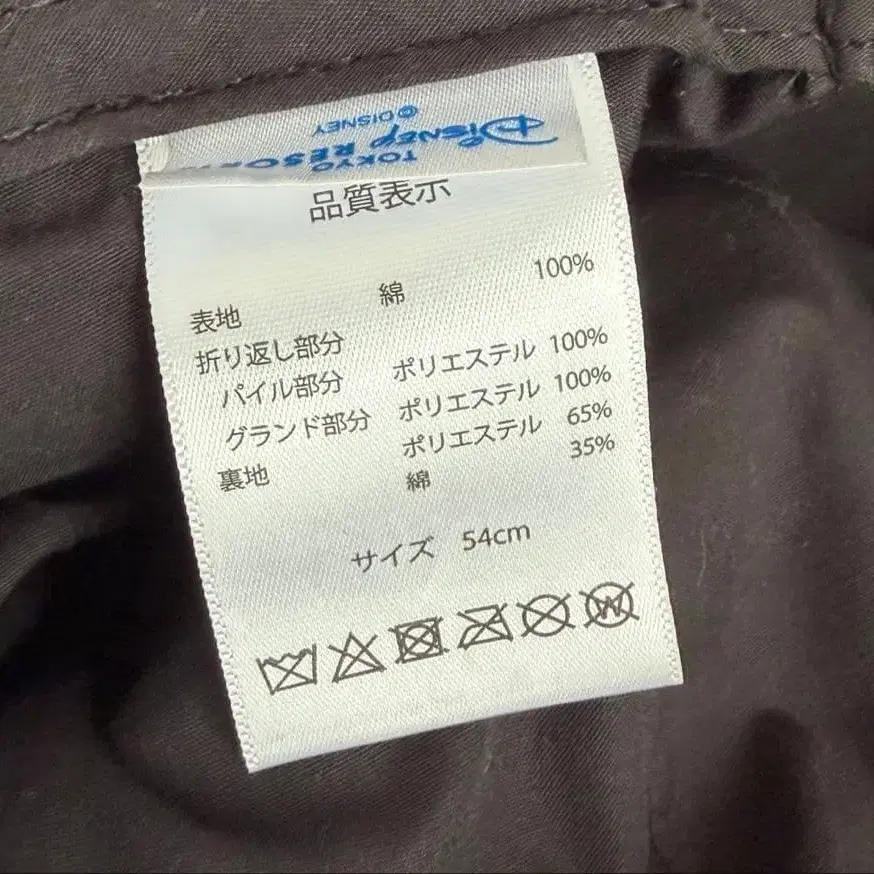 © DISNEY
TOKYO
Disney RESORT
品質表示
表地 綿 100%
折り返し部分
パイル部分 ポリエステル 100%
グランド部分 ポリエステル 100%
裏地 ポリエステル 65%
綿 35%
サイズ 54cm
W